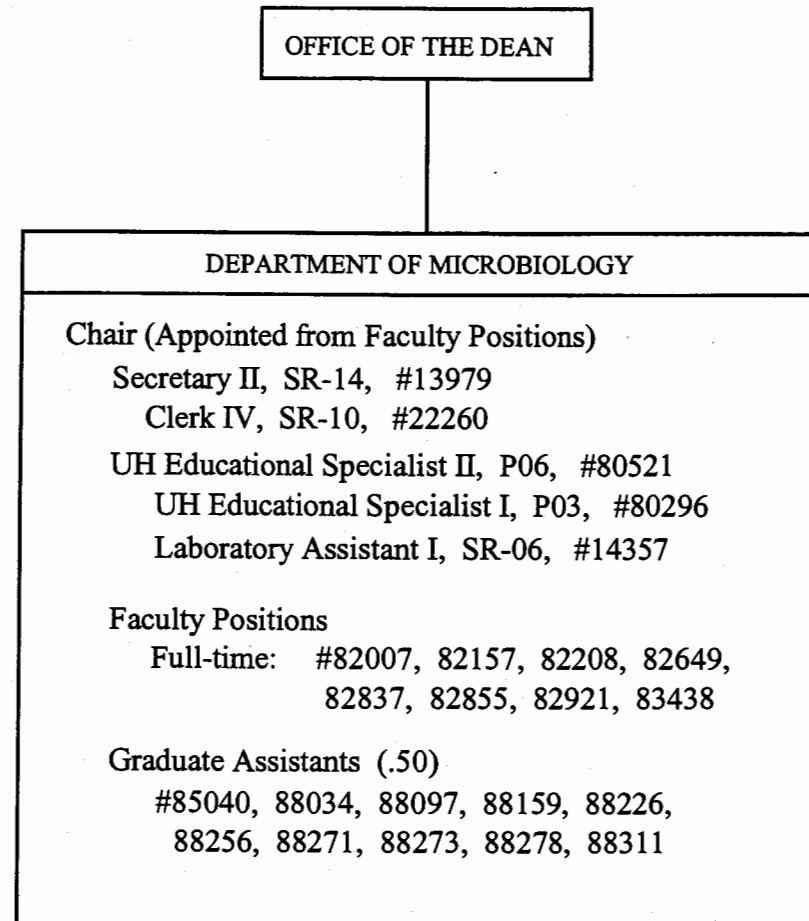 OFFICE OF THE DEAN
DEPARTMENT OF MICROBIOLOGY
Chair (Appointed from Faculty Positions)
Secretary II, SR-14, #13979
Clerk IV, SR-10, #22260
UH Educational Specialist II, P06, #80521
UH Educational Specialist I, P03, #80296
Laboratory Assistant I, SR-06, #14357
Faculty Positions
Full-time: #82007, 82157, 82208, 82649,
82837, 82855, 82921, 83438
Graduate Assistants (.50)
#85040, 88034, 88097, 88159, 88226,
88256, 88271, 88273, 88278, 88311